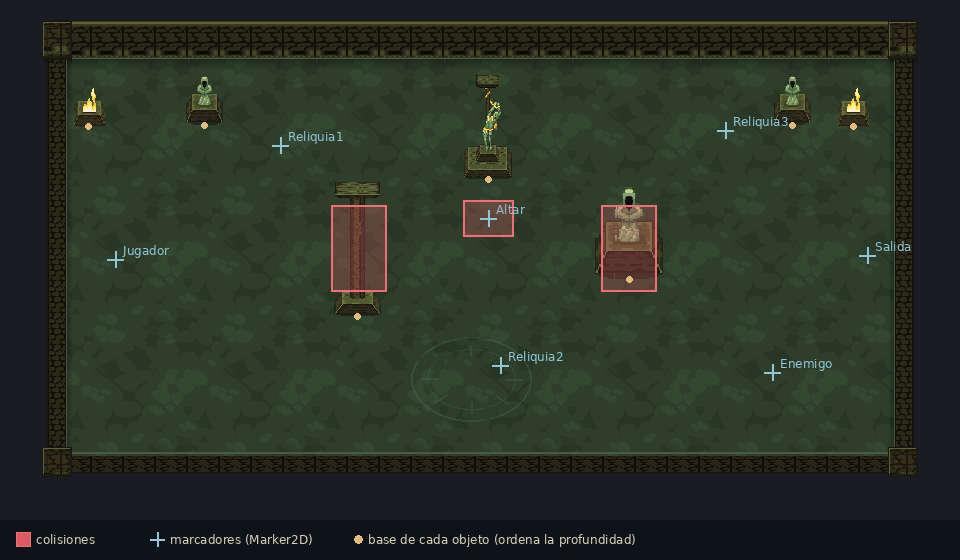 Reliquia1
Reliquia3
Altar
Jugador
Salida
Reliquia2
Enemigo
colisiones
marcadores (Marker2D)
base de cada objeto (ordena la profundidad)